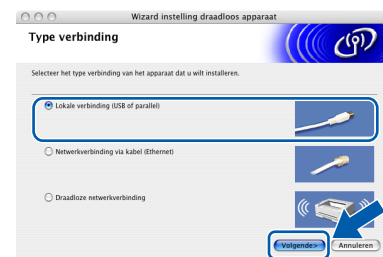 Wizard instelling draadloos apparaat
Type verbinding
Selecteer het type verbinding van het apparaat dat u wilt installeren.
Lokale verbinding (USB of parallel)
Netwerkverbinding via kabel (Ethernet)
Draadloze netwerkverbinding
Volgende>
Annuleren